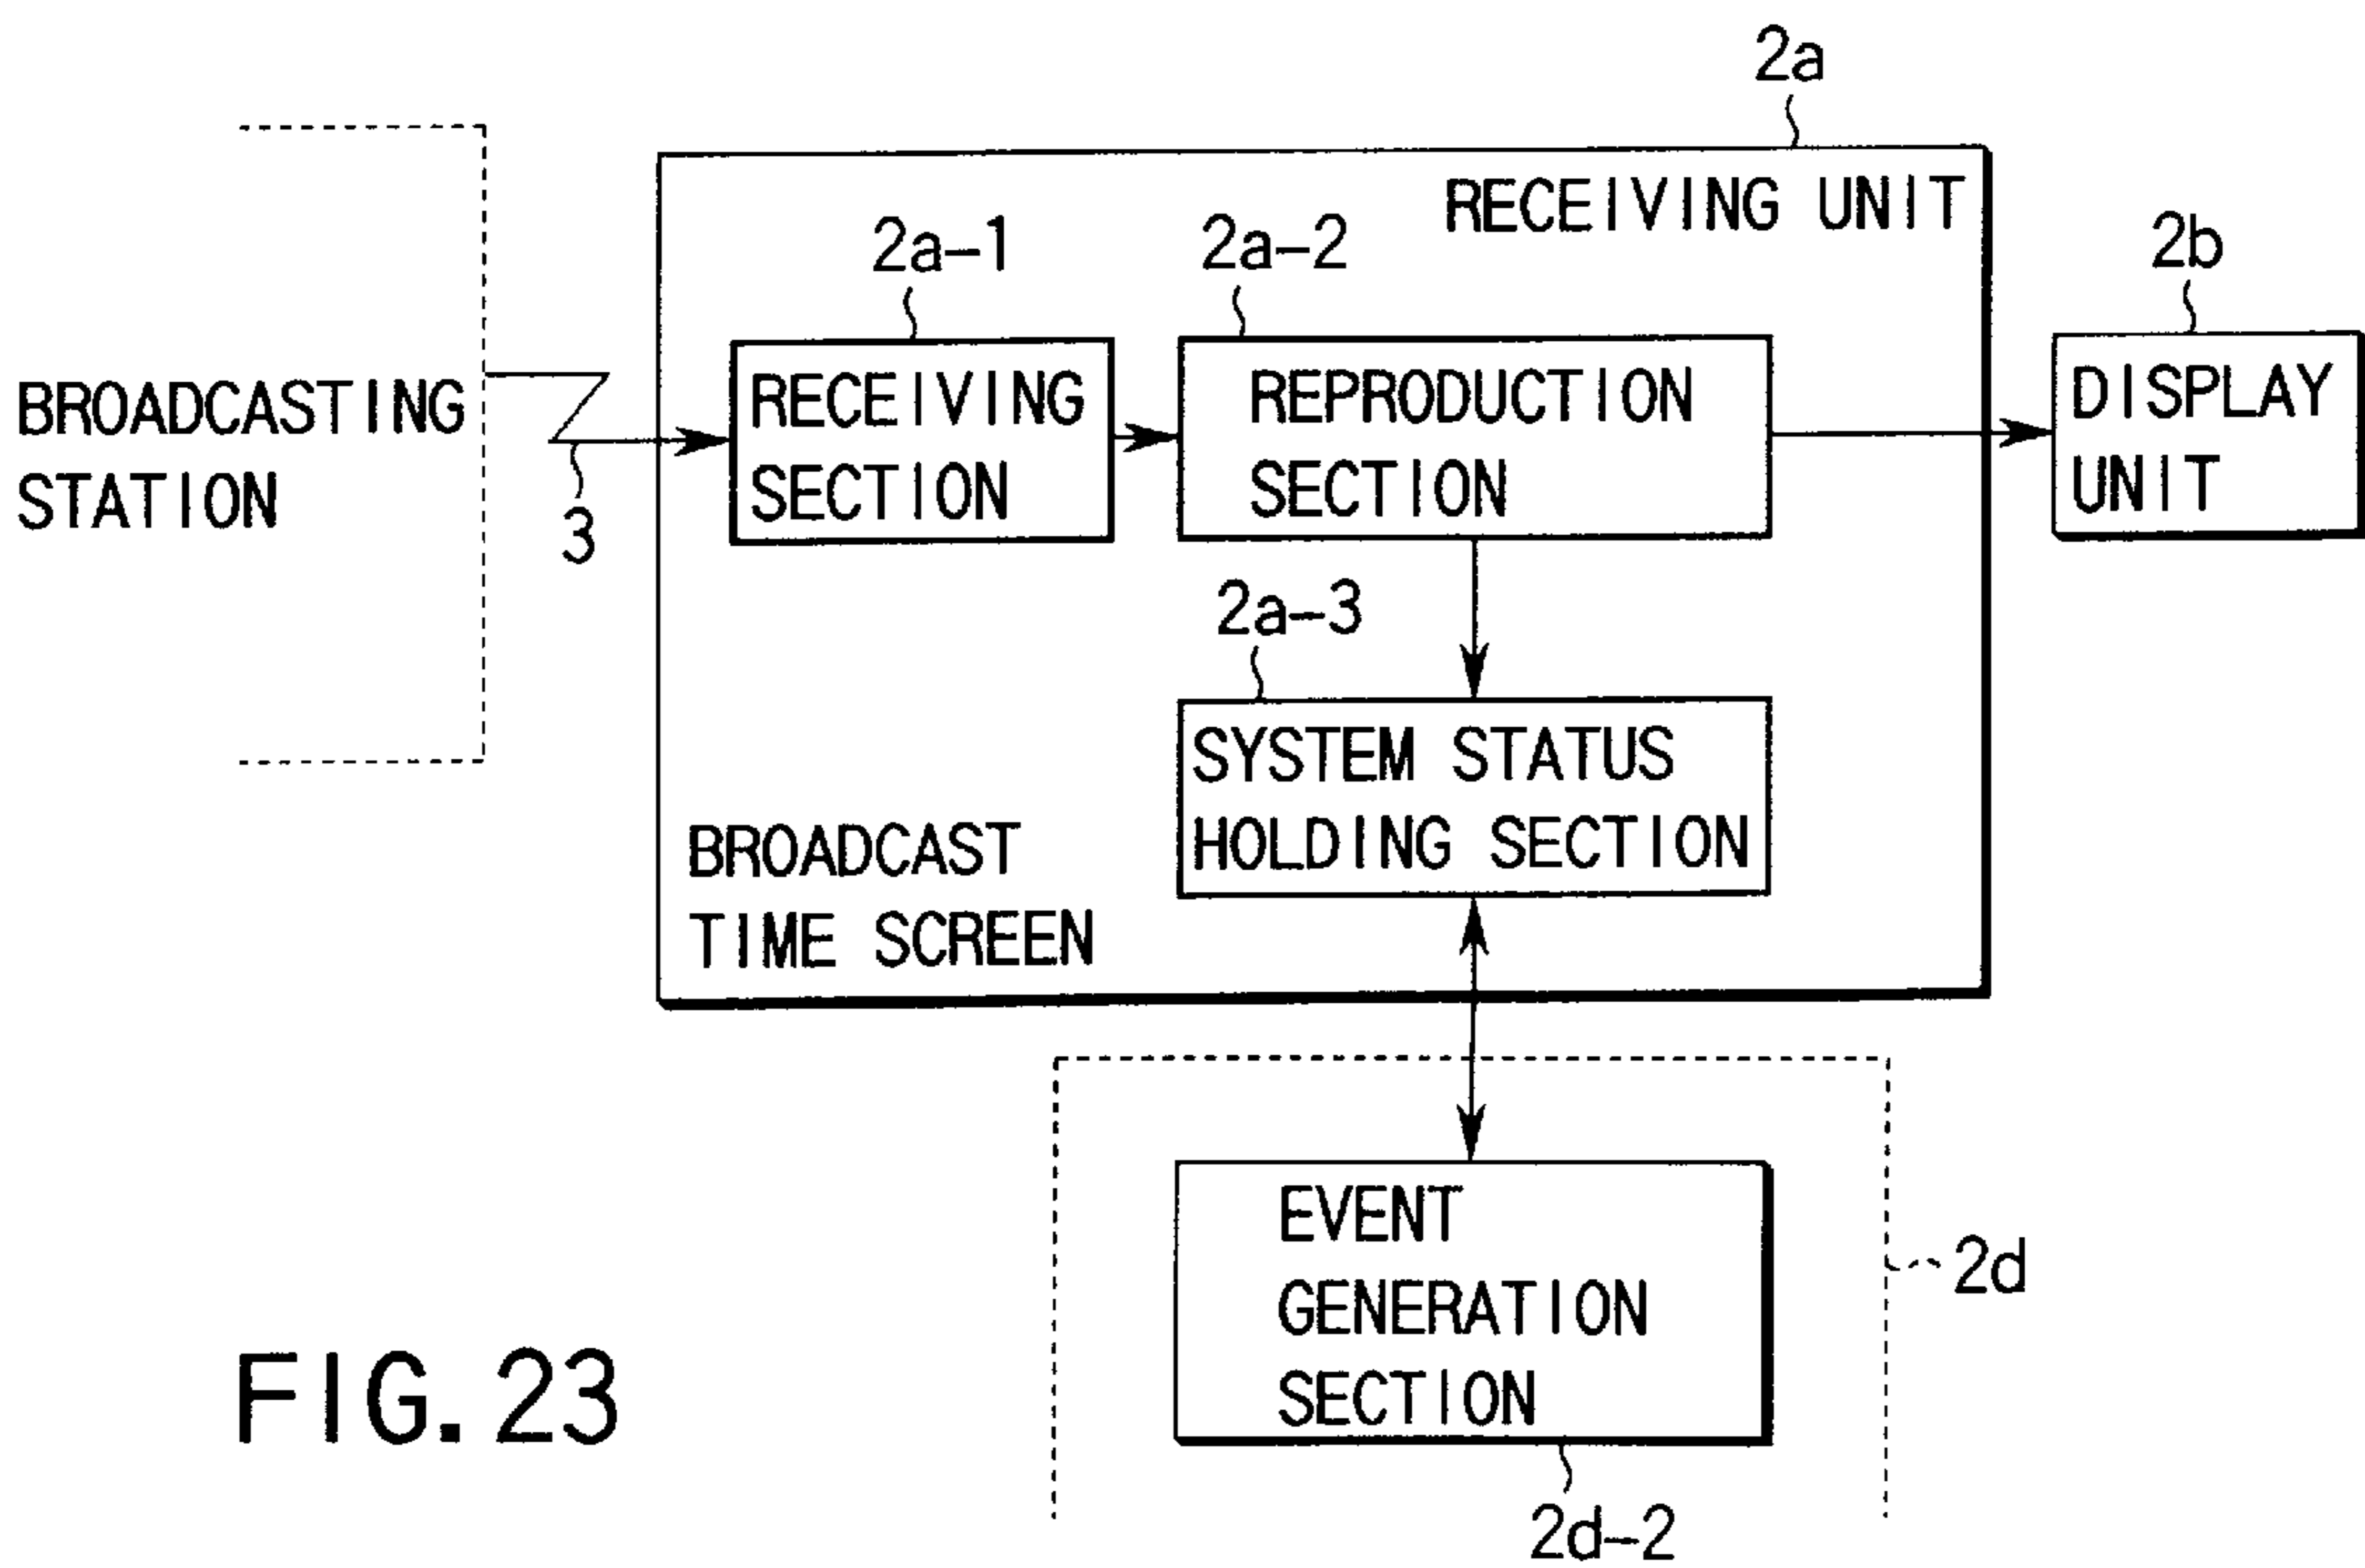 2a
RECEIVING UNIT
2a-1
2a-2
2b
BROADCASTING
STATION
3
RECEIVING
SECTION
REPRODUCTION
SECTION
DISPLAY
UNIT
2a-3
SYSTEM STATUS
HOLDING SECTION
BROADCAST
TIME SCREEN
EVENT
GENERATION
SECTION
2d
2d-2
FIG. 23